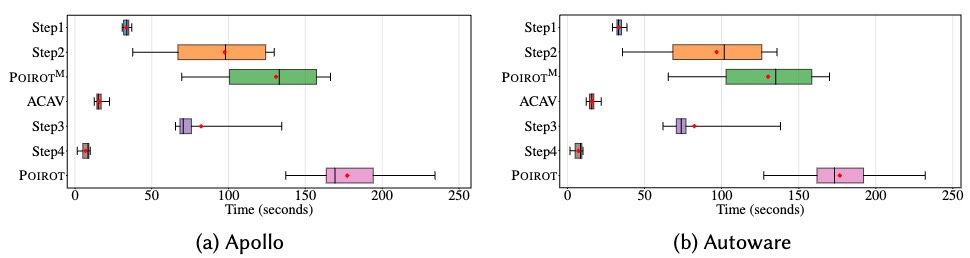 Step1
Step2
POIROTᴹ
ACAV
Step3
Step4
POIROT
0 50 100 150 200 250
Time (seconds)
(a) Apollo
Step1
Step2
POIROTᴹ
ACAV
Step3
Step4
POIROT
0 50 100 150 200 250
Time (seconds)
(b) Autoware